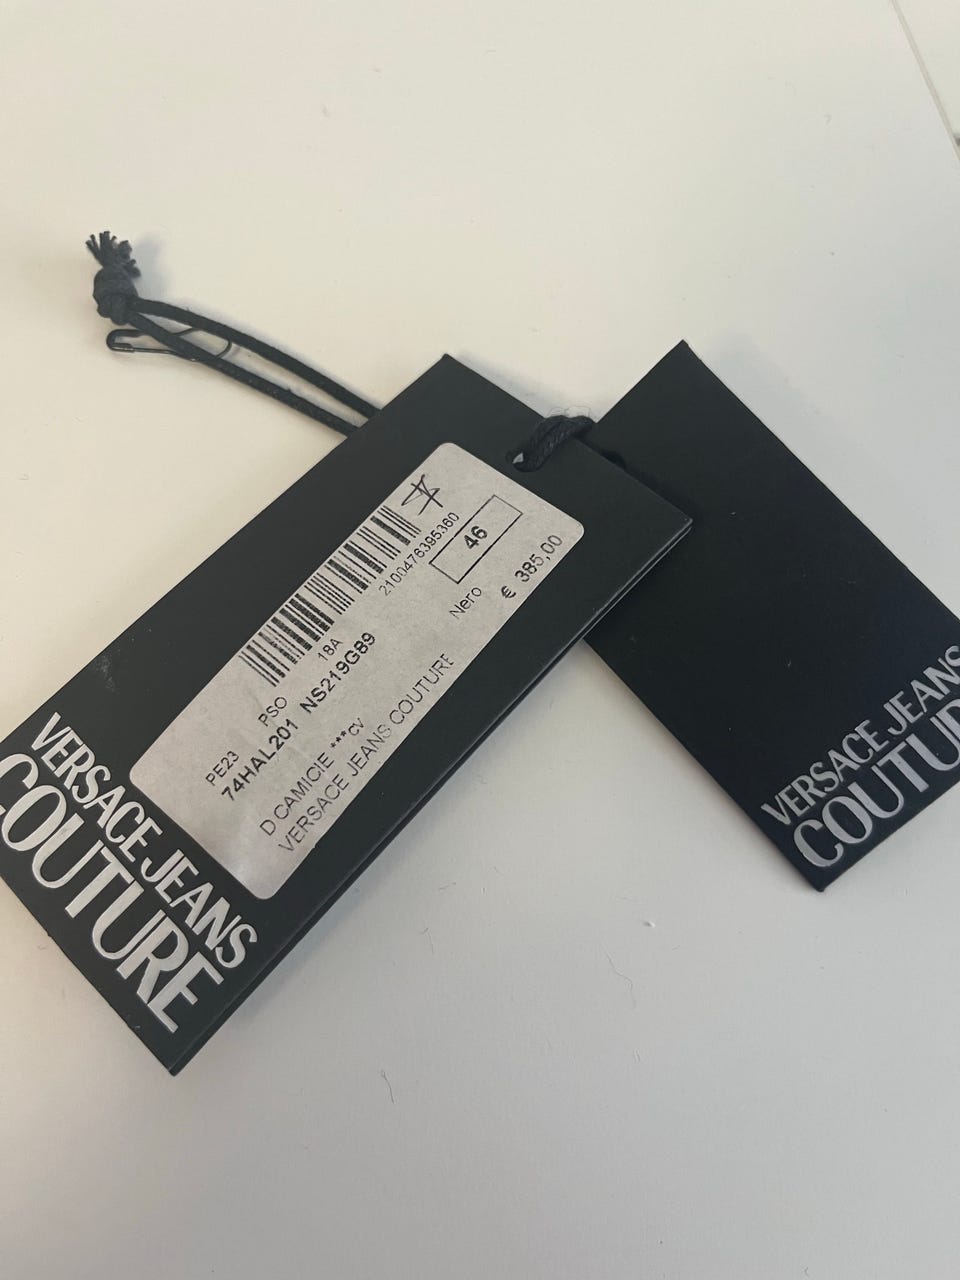 2100476395360
46
18A
Nero
€ 385,00
PE23
PSO
74HAL201 NS219G89
D CAMICIE ***cv
VERSACE JEANS COUTURE
VERSACE JEANS
COUTURE
VERSACE JEANS
COUTUR